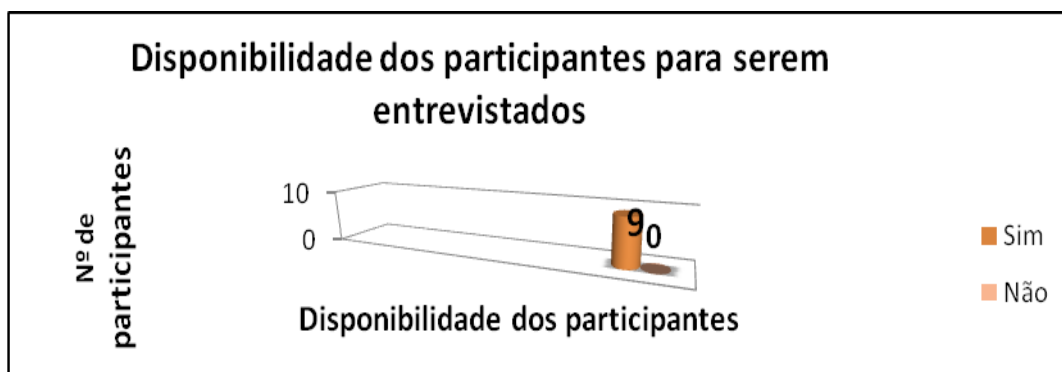 Disponibilidade dos participantes para serem
entrevistados
Nº de
participantes
10
0
9
0
Disponibilidade dos participantes
Sim
Não